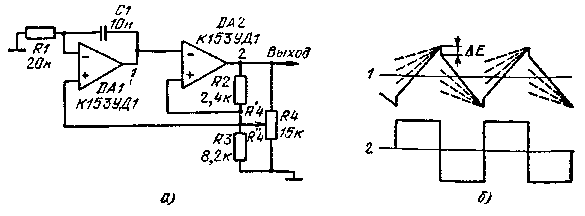 C1
10н
R1
20к
DA1
К153УД1
1
DA2
К153УД1
2
Выход
R2
2,4к
R'4
R"4
R4
15к
R3
8,2к
а)
ΔE
1
2
б)